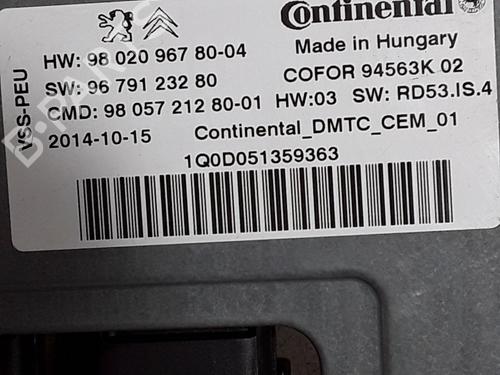 Continental
VSS-PEU
HW: 98 020 967 80-04
Made in Hungary
SW: 96 791 232 80
COFOR 94563K 02
CMD: 98 057 212 80-01
HW:03 SW: RD53.IS.4
2014-10-15
Continental_DMTC_CEM_01
1Q0D051359363
B-PARTS